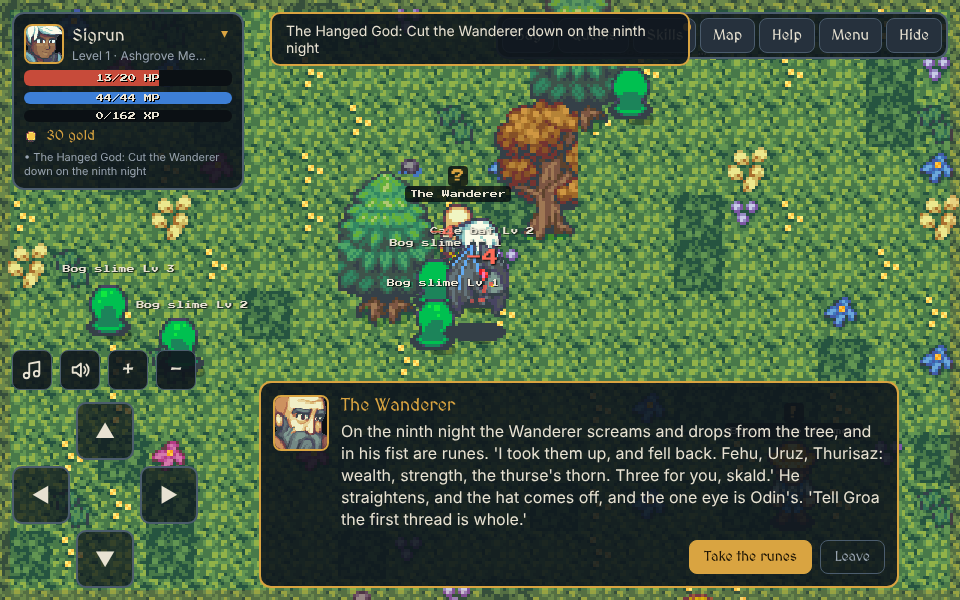 Sigrun
Level 1 · Ashgrove Me...
13/20 HP
44/44 MP
0/162 XP
30 gold
• The Hanged God: Cut the Wanderer
down on the ninth night
The Hanged God: Cut the Wanderer down on the ninth
night
Skills
Map
Help
Menu
Hide
?
The Wanderer
Lv 2
Bog slime
-4
Bog slime Lv 1
Bog slime Lv 3
Bog slime Lv 2
+
-
The Wanderer
On the ninth night the Wanderer screams and drops from the tree, and
in his fist are runes. 'I took them up, and fell back. Fehu, Uruz, Thurisaz:
wealth, strength, the thurse's thorn. Three for you, skald.' He
straightens, and the hat comes off, and the one eye is Odin's. 'Tell Groa
the first thread is whole.'
Take the runes
Leave